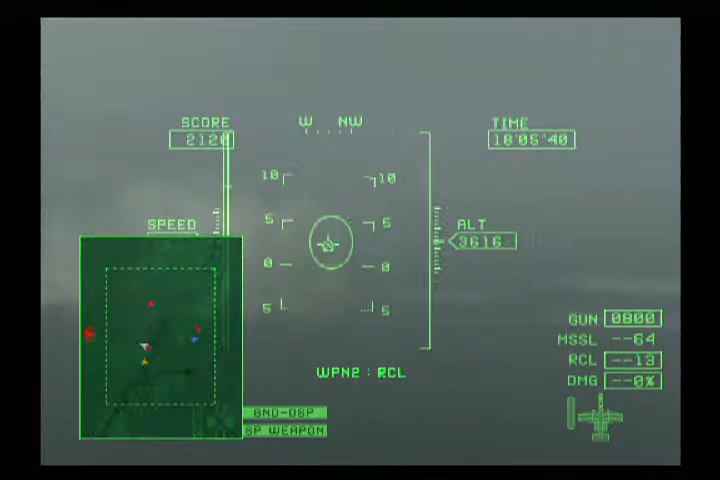 SCORE
2120
W NW
TIME
18'05"40
10 10
SPEED
5 5
ALT
3616
0 0
5 5
GUN 0800
MSSL --64
WPN2 : RCL
RCL --13
DMG --0%
BND-DSP
SP WEAPON